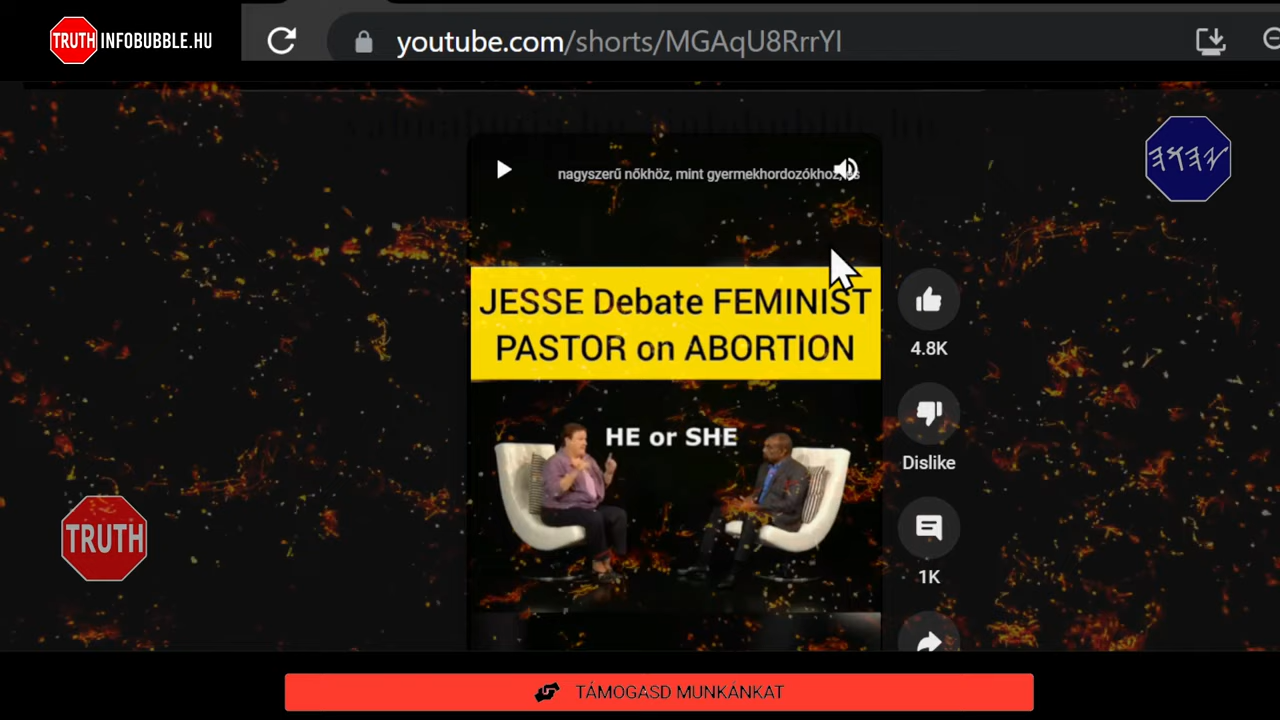 TRUTH INFOBUBBLE.HU
youtube.com/shorts/MGAqU8RrrYI
nagyszerű nőkhöz, mint gyermekhordozókhoz, és
JESSE Debate FEMINIST
PASTOR on ABORTION
4.8K
HE or SHE
Dislike
TRUTH
1K
TÁMOGASD MUNKÁNKAT